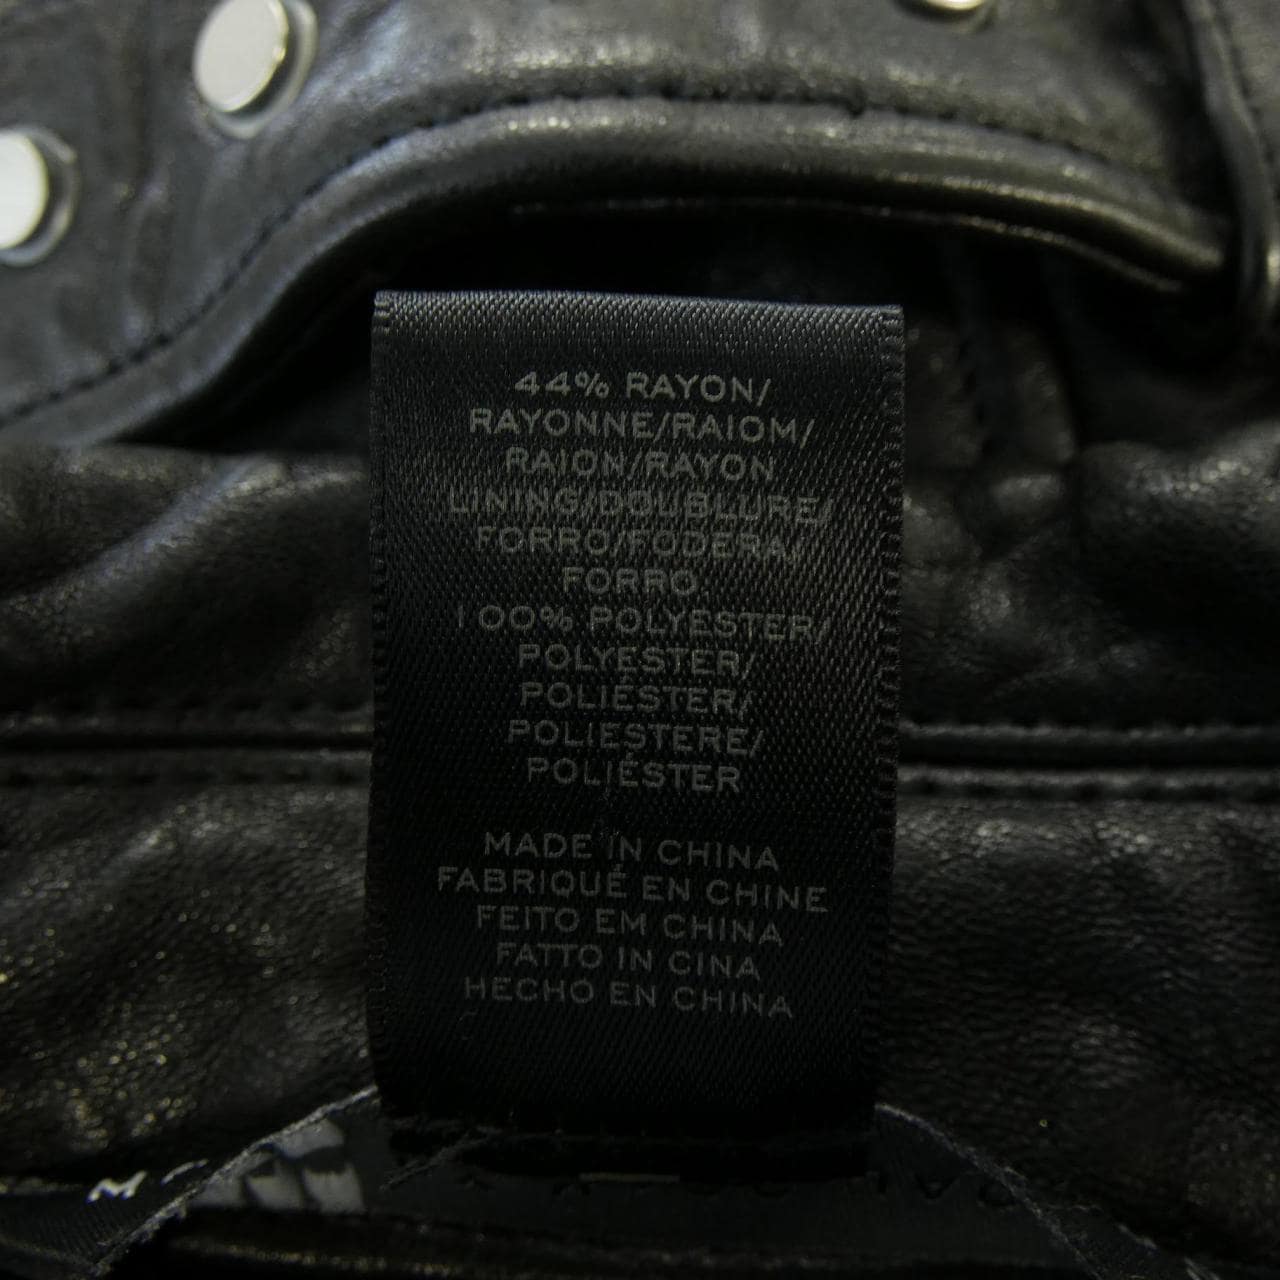 44% RAYON/
RAYONNE/RAIOM/
RAION/RAYON
LINING/DOUBLURE/
FORRO/FODERA/
FORRO
100% POLYESTER/
POLYESTER/
POLIÉSTER/
POLIESTERE/
POLIÉSTER
MADE IN CHINA
FABRIQUÉ EN CHINE
FEITO EM CHINA
FATTO IN CINA
HECHO EN CHINA